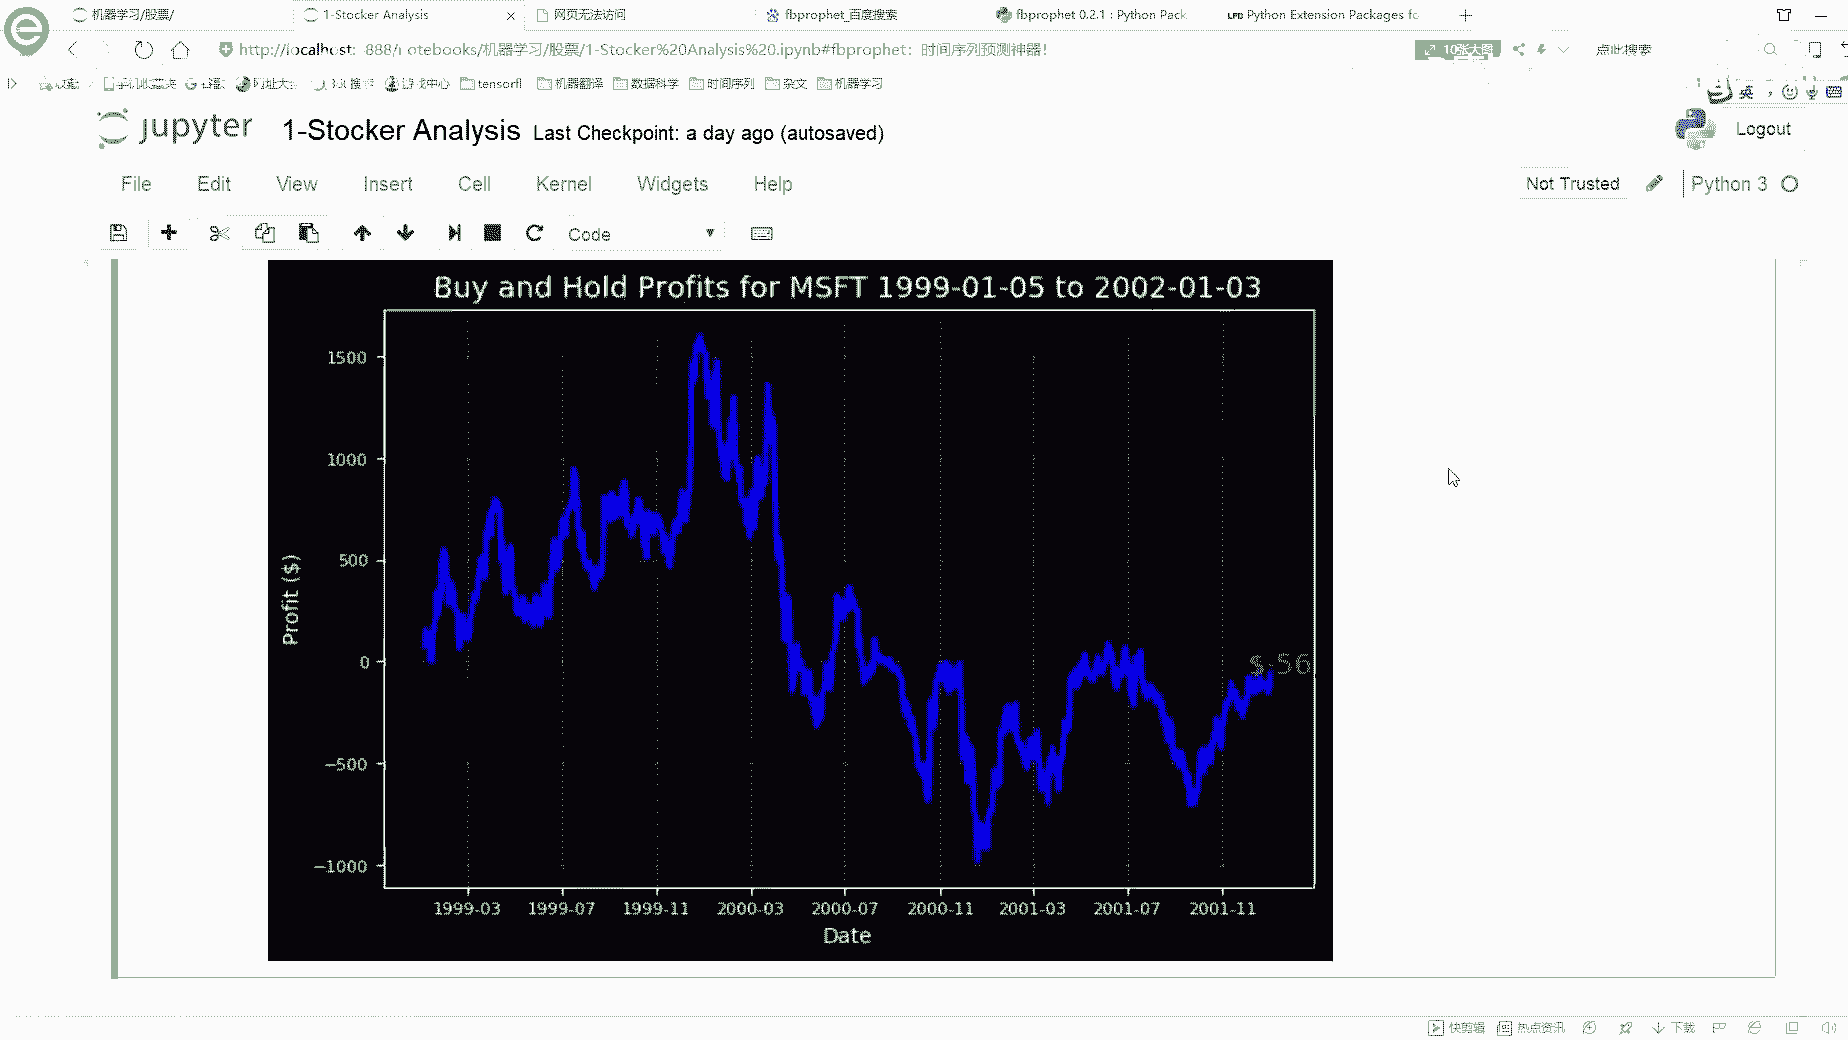 机器学习/股票/
1-Stocker Analysis
网页无法访问
fbprophet_百度搜索
fbprophet 0.2.1 : Python Pack
Python Extension Packages fo
http://localhost: 888/notebooks/机器学习/股票/1-Stocker%20Analysis%20.ipynb#fbprophet: 时间序列预测神器!
10张大图
点此搜索
tensorfl
机器翻译
数据科学
时间序列
杂文
机器学习
jupyter
1-Stocker Analysis
Last Checkpoint: a day ago (autosaved)
Logout
File Edit View Insert Cell Kernel Widgets Help
Not Trusted
Python 3
Code
Buy and Hold Profits for MSFT 1999-01-05 to 2002-01-03
1500
1000
500
0
−500
−1000
Profit ($)
$-56
1999-03 1999-07 1999-11 2000-03 2000-07 2000-11 2001-03 2001-07 2001-11
Date
快剪辑
热点资讯
下载